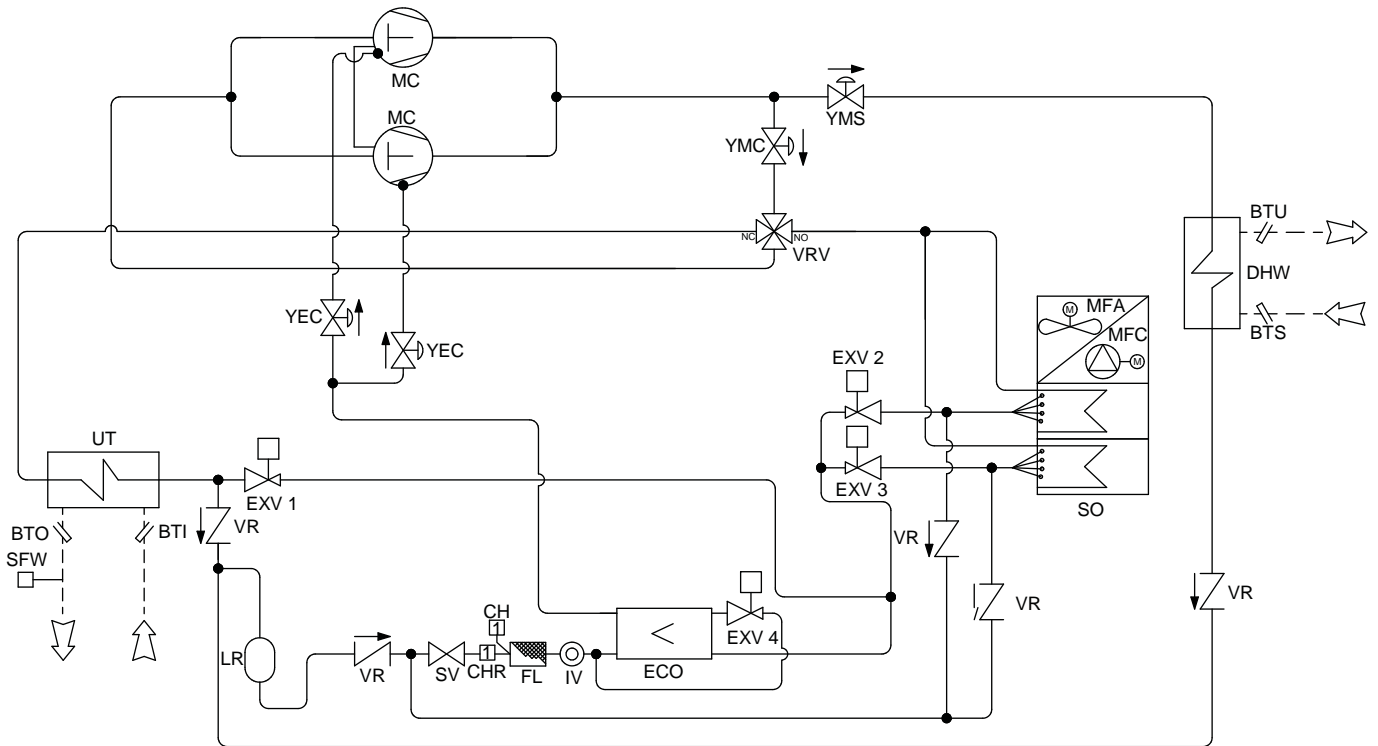 MC
MC
YMS
YMC
NC
NO
VRV
BTU
DHW
BTS
M
MFA
MFC
M
YEC
YEC
EXV 2
EXV 3
SO
UT
EXV 1
BTO
BTI
VR
SFW
VR
VR
VR
CH
1
1
EXV 4
LR
VR
SV
CHR
FL
IV
ECO